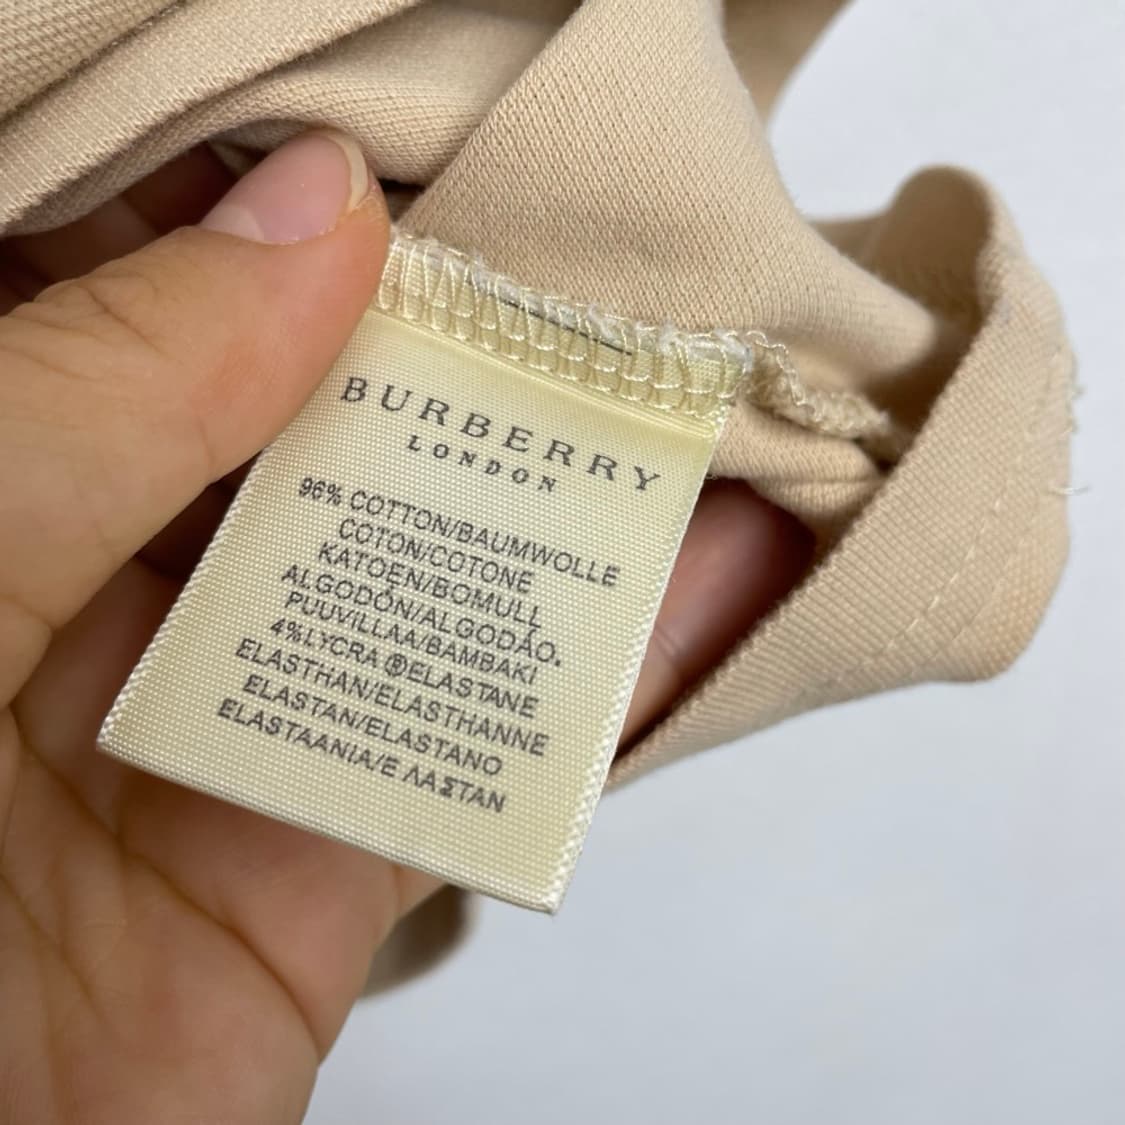 BURBERRY
LONDON
96% COTTON/BAUMWOLLE
COTON/COTONE
KATOEN/BOMULL
ALGODÓN/ALGODÁO.
PUUVILLAA/BAMBAKI
4%LYCRA ®ELASTANE
ELASTHAN/ELASTHANNE
ELASTAN/ELASTANO
ELASTAANIA/E ΛΑΣΤΑΝ